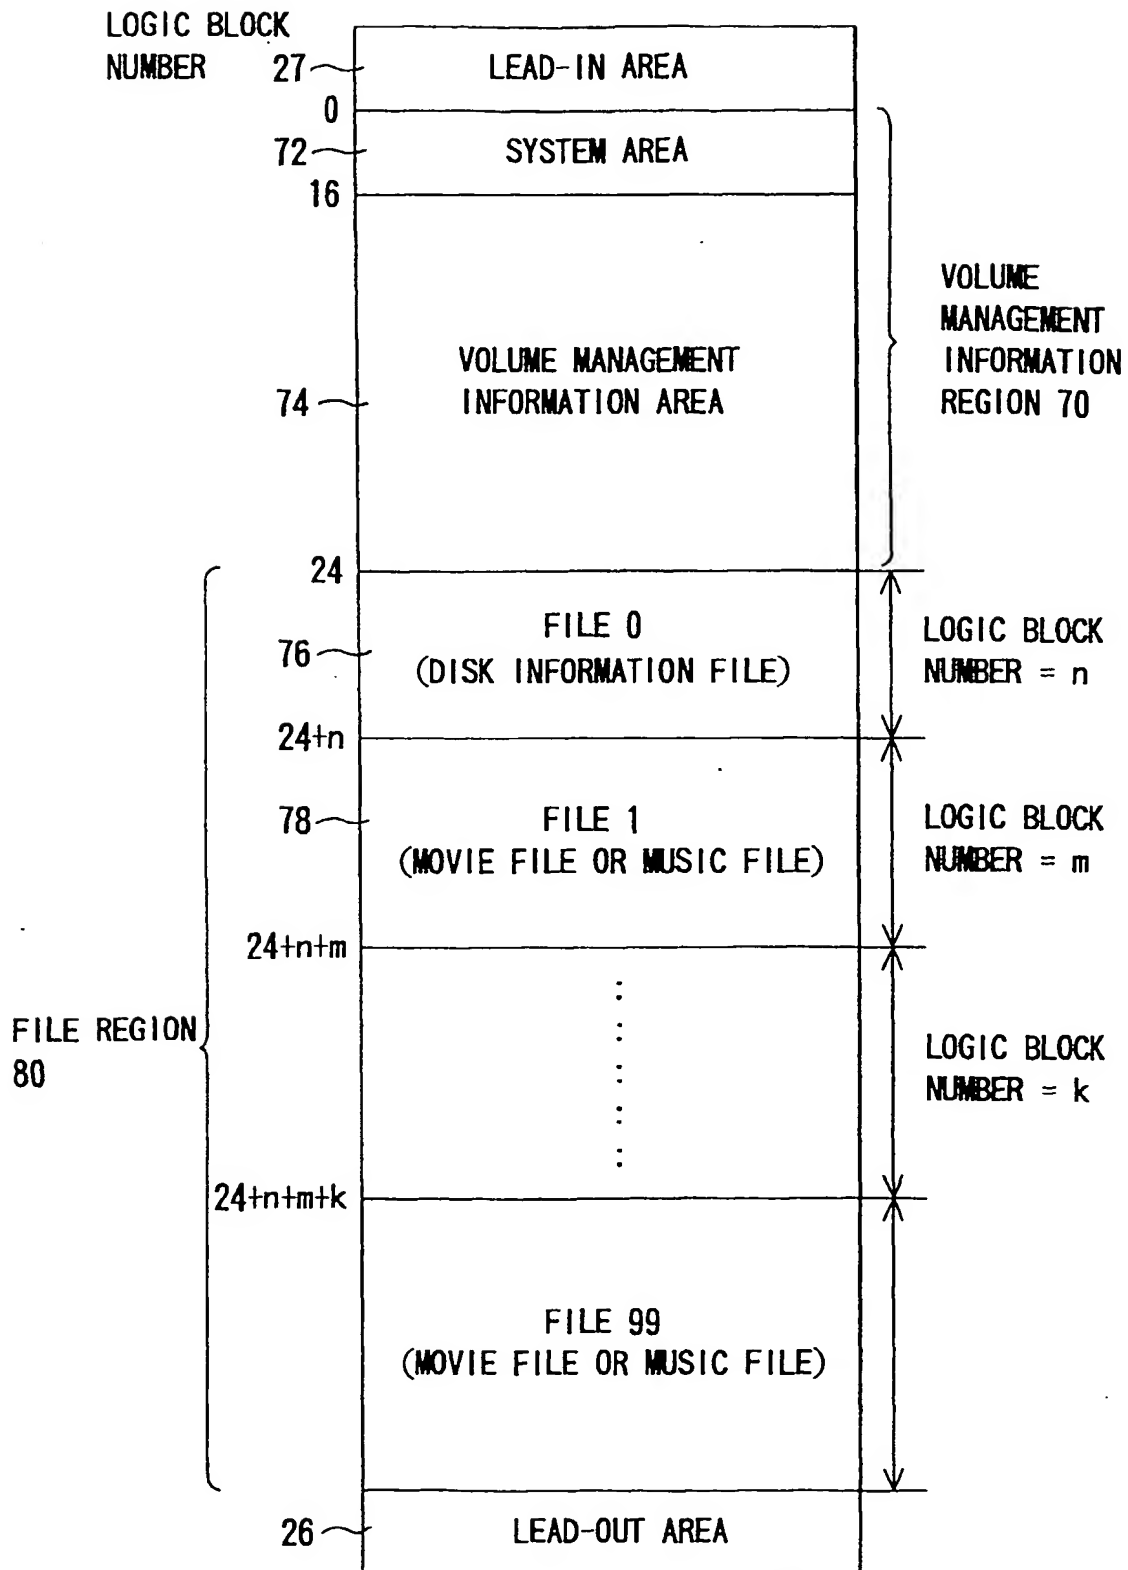 LOGIC BLOCK
NUMBER
27
LEAD-IN AREA
0
72
SYSTEM AREA
16
VOLUME
MANAGEMENT
INFORMATION
REGION 70
74
VOLUME MANAGEMENT
INFORMATION AREA
24
76
FILE 0
(DISK INFORMATION FILE)
LOGIC BLOCK
NUMBER = n
24+n
78
FILE 1
(MOVIE FILE OR MUSIC FILE)
LOGIC BLOCK
NUMBER = m
24+n+m
FILE REGION
80
LOGIC BLOCK
NUMBER = k
24+n+m+k
FILE 99
(MOVIE FILE OR MUSIC FILE)
26
LEAD-OUT AREA